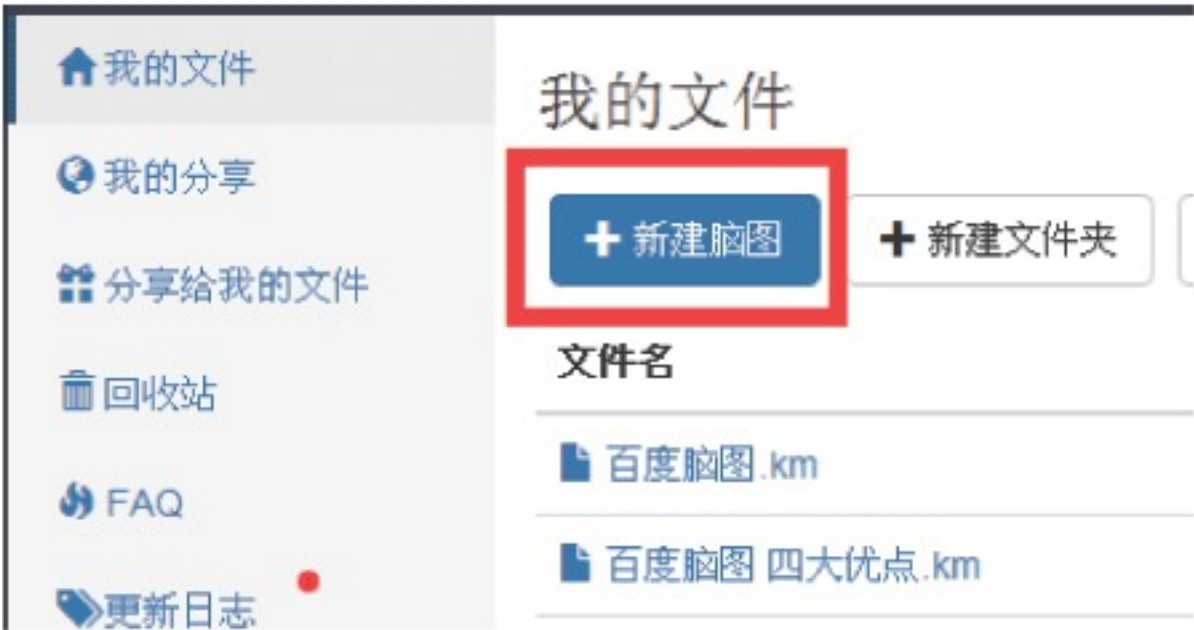 我的文件
我的分享
分享给我的文件
回收站
FAQ
更新日志
我的文件
新建脑图 新建文件夹
文件名
百度脑图.km
百度脑图 四大优点.km